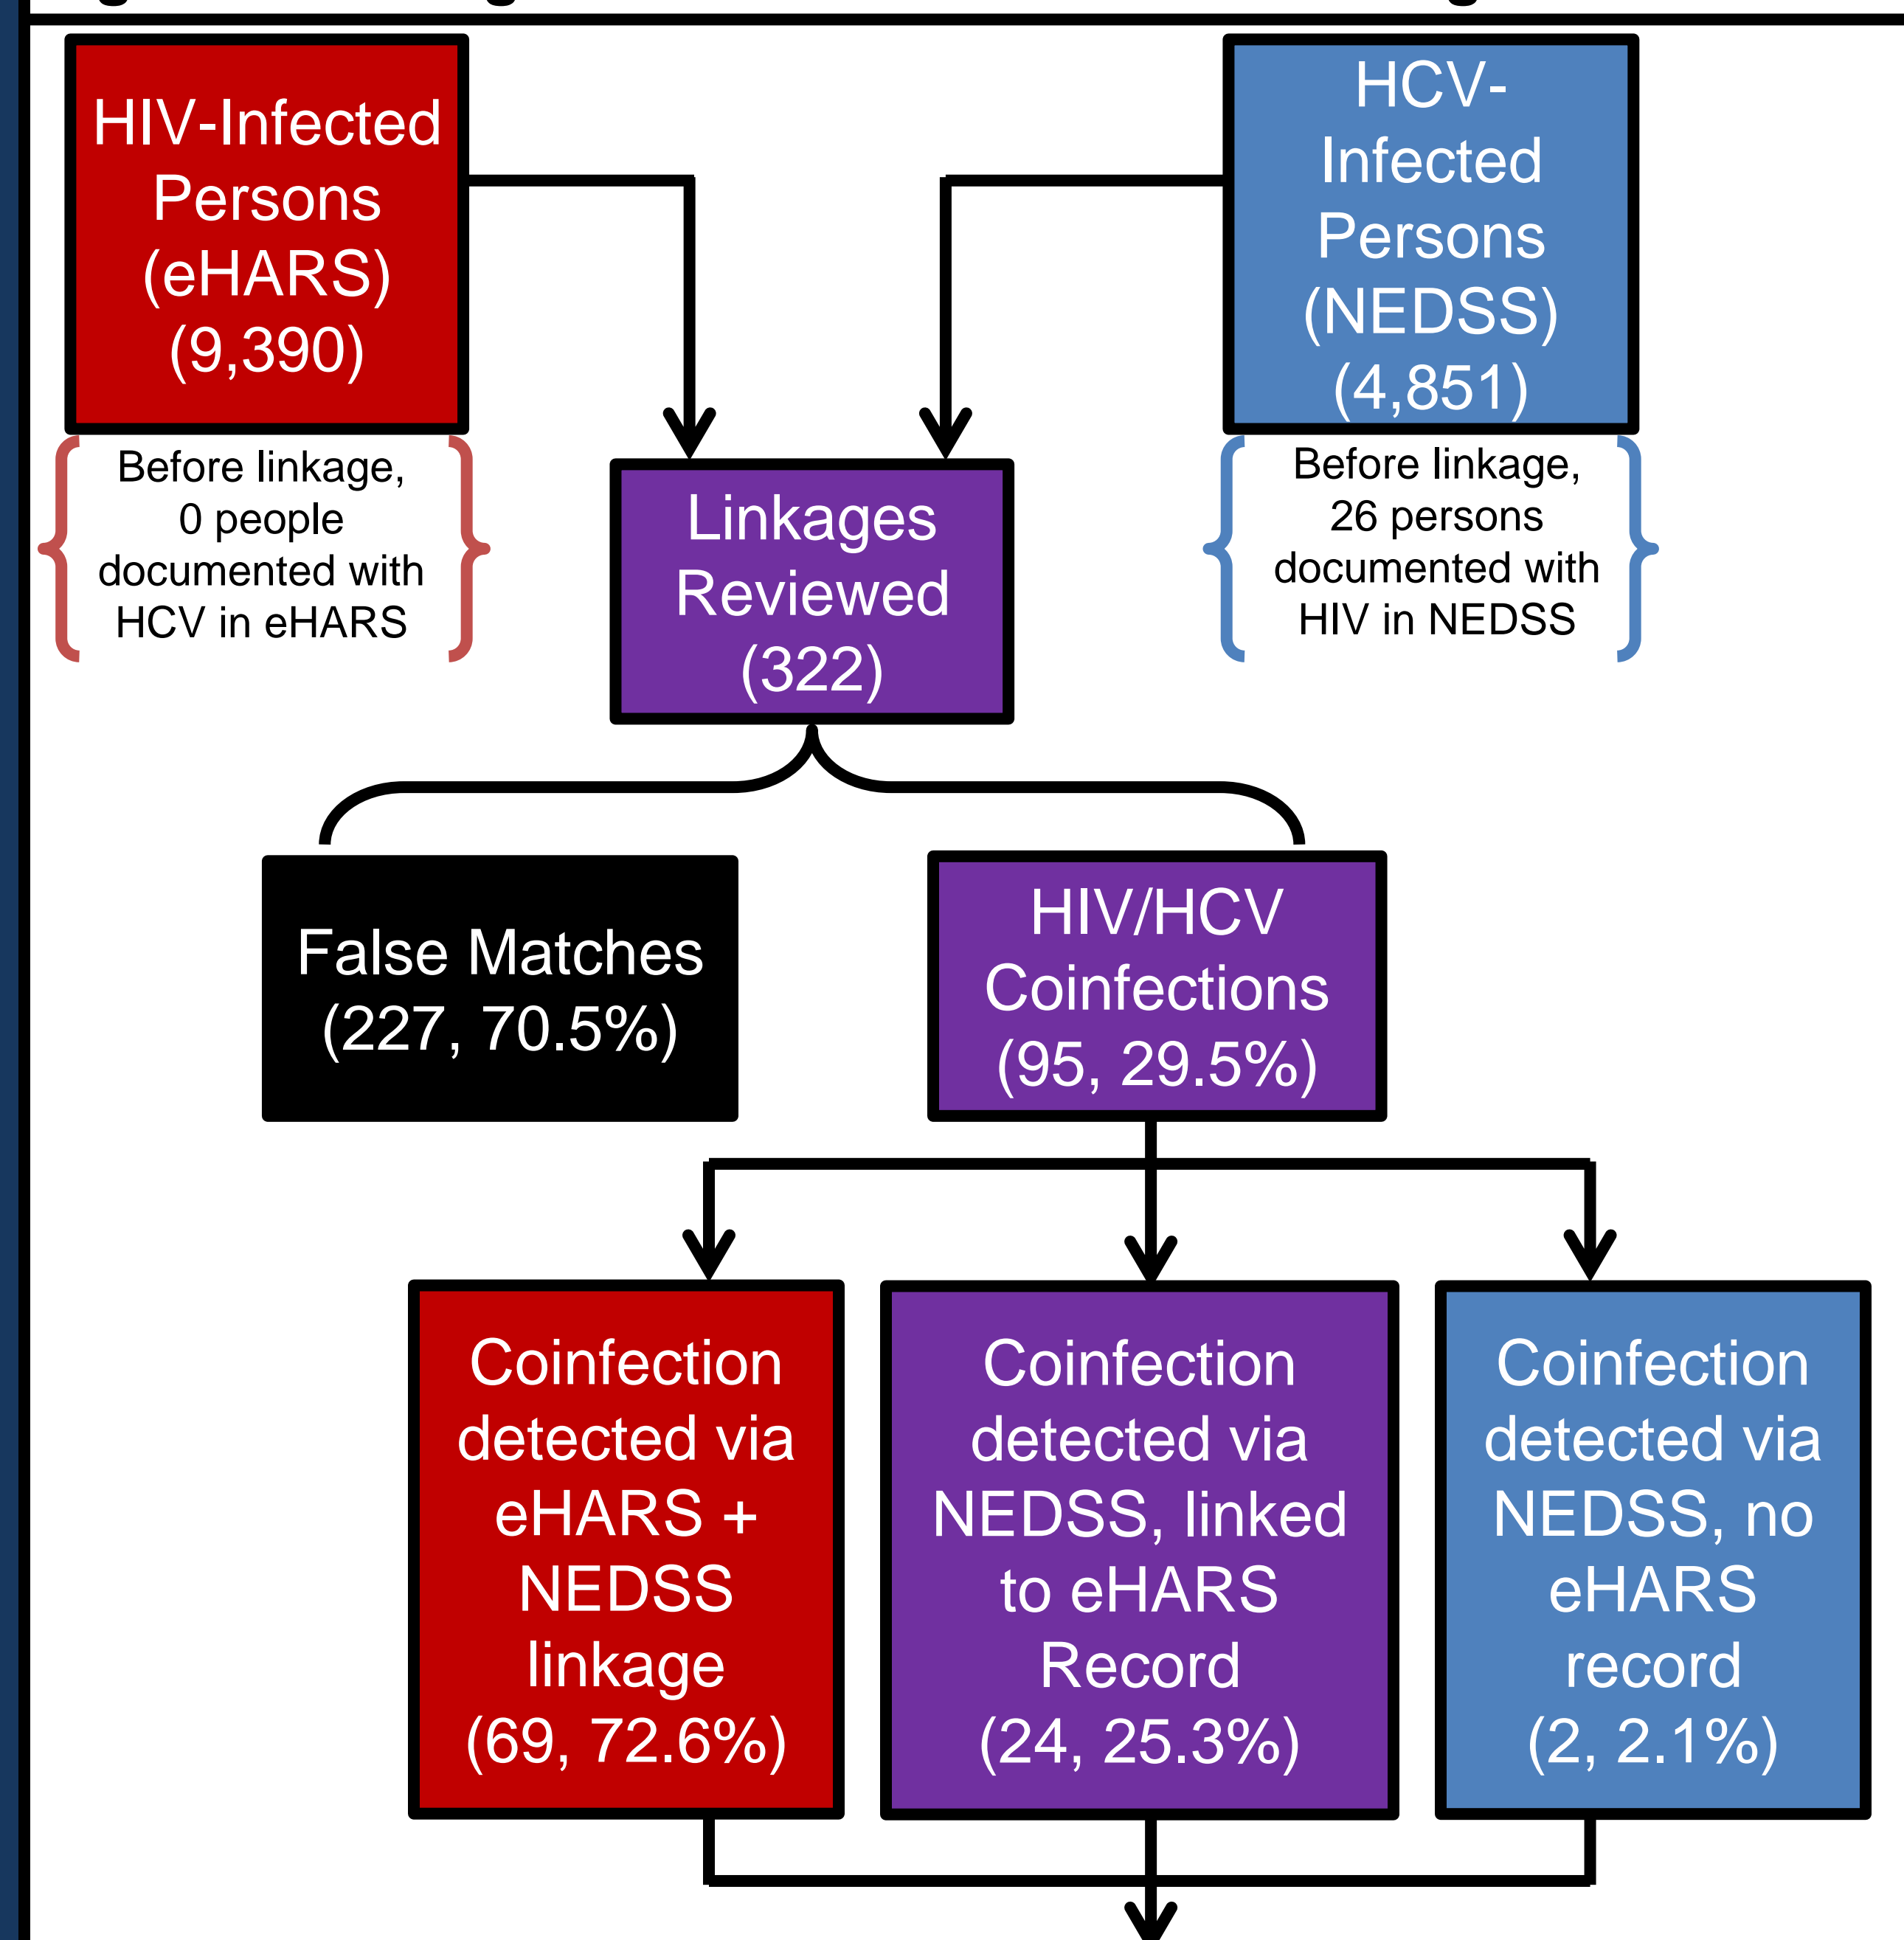 HIV-Infected
Persons
(eHARS)
(9,390)
HCV-
Infected
Persons
(NEDSS)
(4,851)
Before linkage,
0 people
documented with
HCV in eHARS
Before linkage,
26 persons
documented with
HIV in NEDSS
Linkages
Reviewed
(322)
False Matches
(227, 70.5%)
HIV/HCV
Coinfections
(95, 29.5%)
Coinfection
detected via
eHARS +
NEDSS
linkage
(69, 72.6%)
Coinfection
detected via
NEDSS, linked
to eHARS
Record
(24, 25.3%)
Coinfection
detected via
NEDSS, no
eHARS
record
(2, 2.1%)